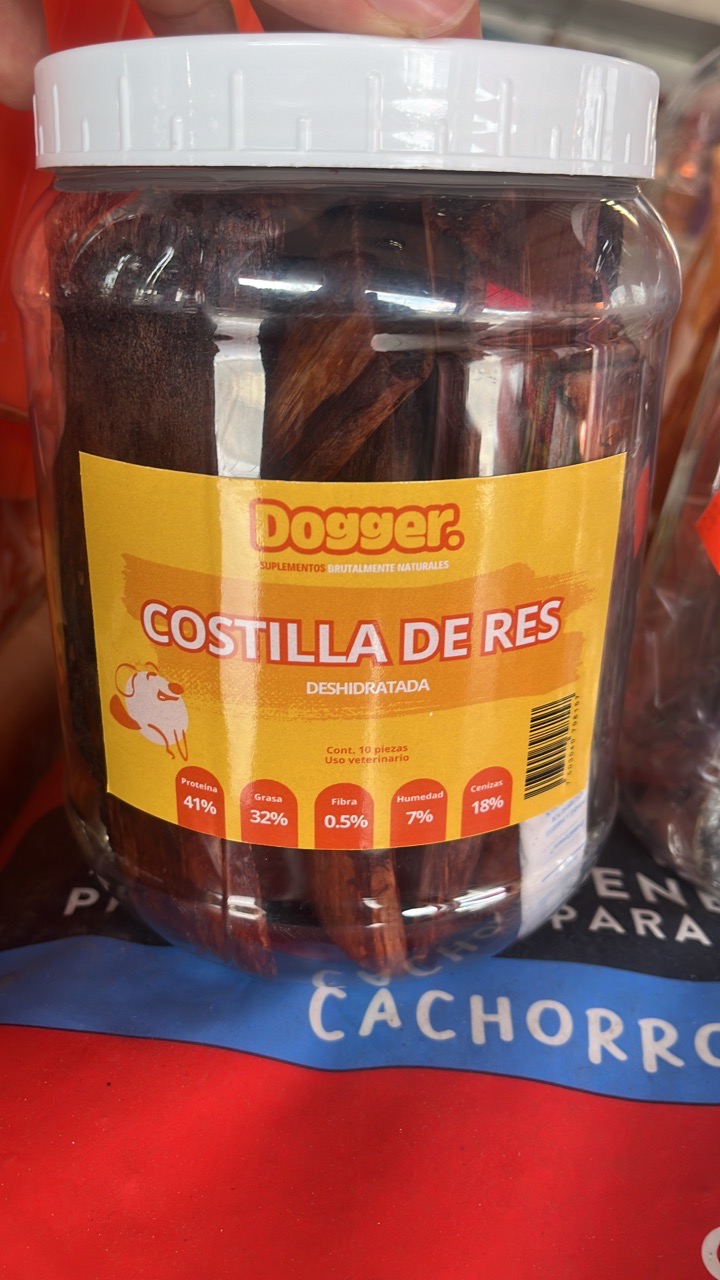 Dogger.
SUPLEMENTOS BRUTALMENTE NATURALES
COSTILLA DE RES
DESHIDRATADA
Cont. 10 piezas
Uso veterinario
Proteína
41%
Grasa
32%
Fibra
0.5%
Humedad
7%
Cenizas
18%
PARA
CACHORRO